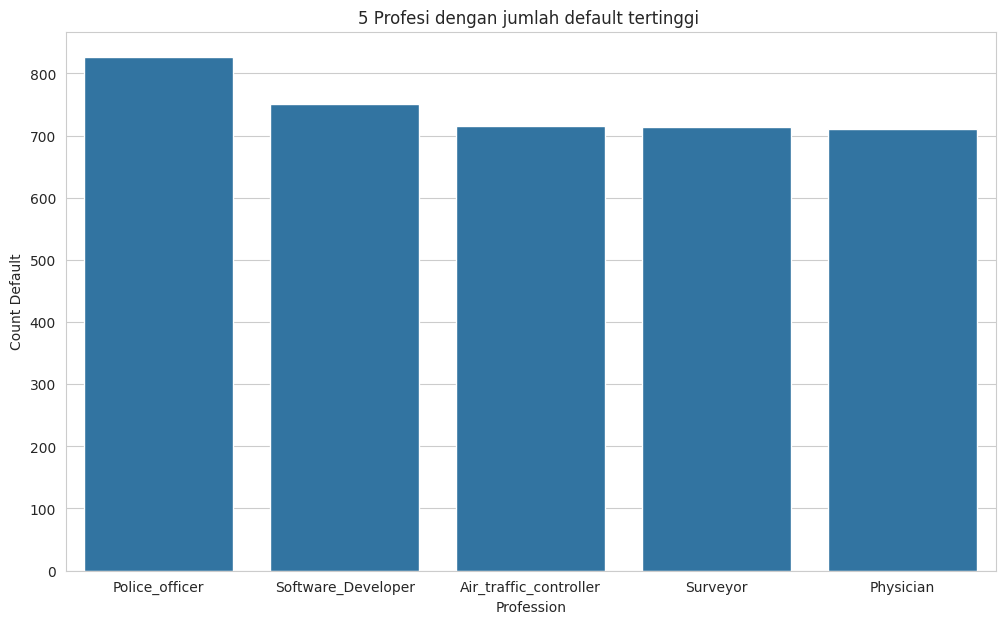 5 Profesi dengan jumlah default tertinggi
Count Default
800
700
600
500
400
300
200
100
0
Police_officer Software_Developer Air_traffic_controller Surveyor Physician
Profession